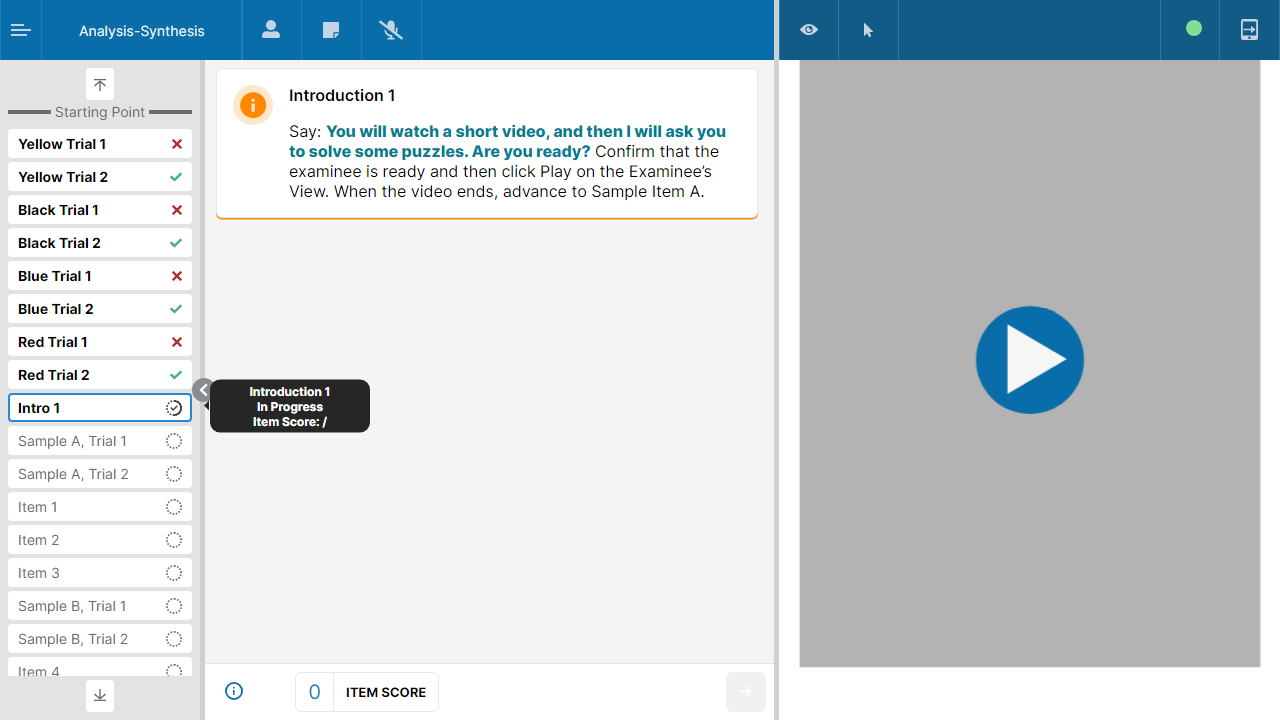 Analysis-Synthesis
Starting Point
Yellow Trial 1
Yellow Trial 2
Black Trial 1
Black Trial 2
Blue Trial 1
Blue Trial 2
Red Trial 1
Red Trial 2
Intro 1
Sample A, Trial 1
Sample A, Trial 2
Item 1
Item 2
Item 3
Sample B, Trial 1
Sample B, Trial 2
Item 4
Introduction 1
In Progress
Item Score: /
Introduction 1
Say: You will watch a short video, and then I will ask you
to solve some puzzles. Are you ready? Confirm that the
examinee is ready and then click Play on the Examinee’s
View. When the video ends, advance to Sample Item A.
0 ITEM SCORE